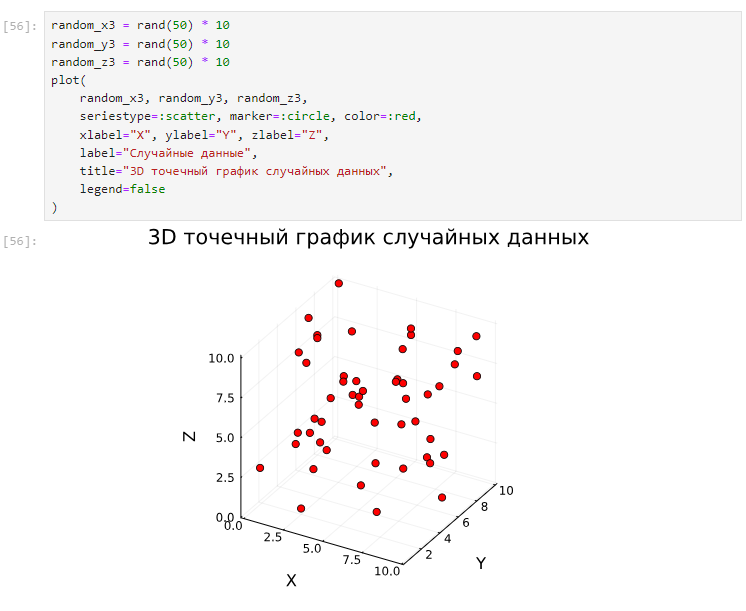 [56]:
random_x3 = rand(50) * 10
random_y3 = rand(50) * 10
random_z3 = rand(50) * 10
plot(
    random_x3, random_y3, random_z3,
    seriestype=:scatter, marker=:circle, color=:red,
    xlabel="X", ylabel="Y", zlabel="Z",
    label="Случайные данные",
    title="3D точечный график случайных данных",
    legend=false
)
[56]:
3D точечный график случайных данных
10.0
7.5
Z
5.0
2.5
0.0
0.0
2.5
5.0
7.5
10.0
X
2
4
6
8
10
Y